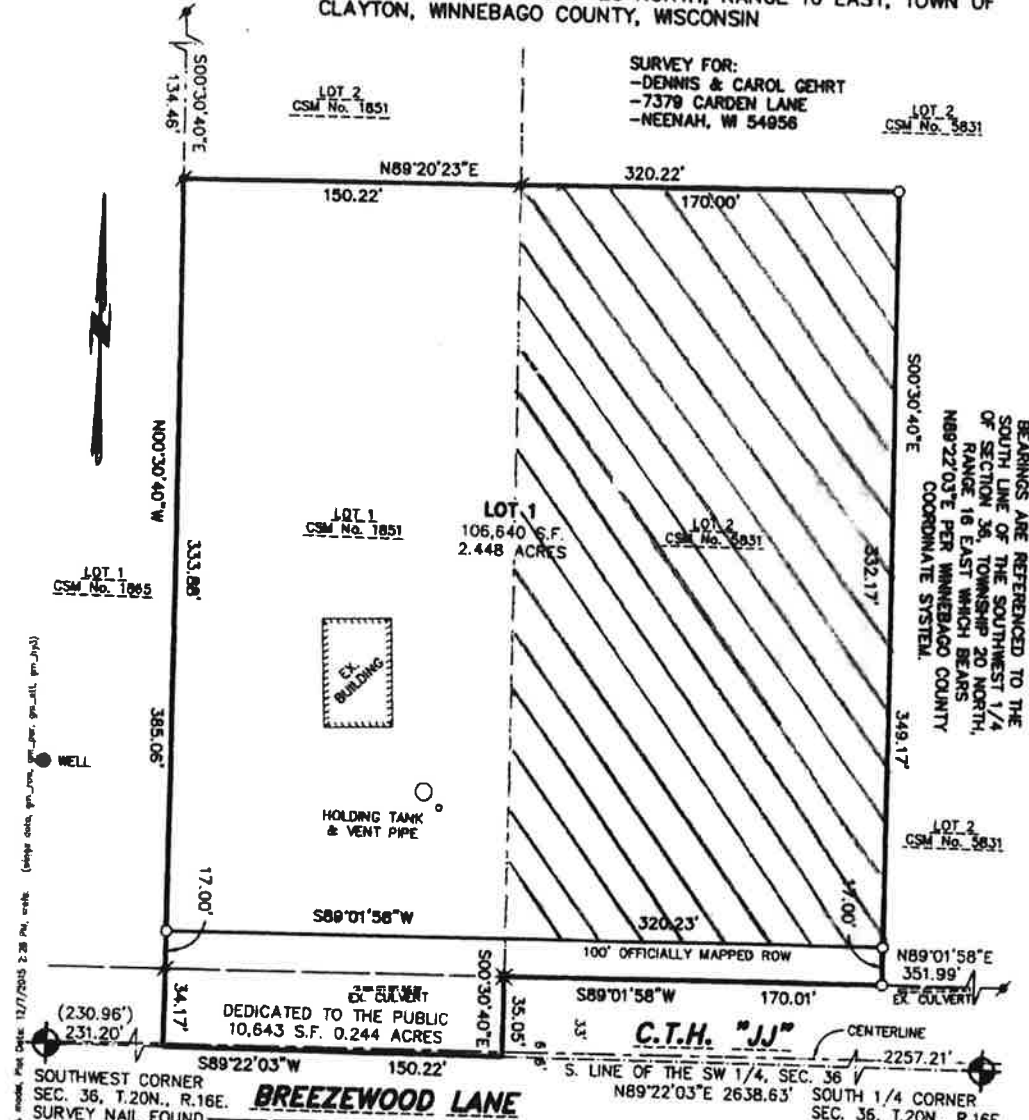 CLAYTON, WINNEBAGO COUNTY, WISCONSIN
SURVEY FOR:
-DENNIS & CAROL GEHRT
-7379 CARDEN LANE
-NEENAH, WI 54956
S00°30'40"E
134.46'
LOT 2
CSM No. 1851
LOT 2
CSM No. 5831
N89°20'23"E
320.22'
150.22'
170.00'
N00°30'40"W
333.88'
385.06'
LOT 1
CSM No. 1851
LOT 1
106,640 S.F.
2.448 ACRES
LOT 2
CSM No. 5831
S00°30'40"E
332.17'
349.17'
BEARINGS ARE REFERENCED TO THE
SOUTH LINE OF THE SOUTHWEST 1/4
OF SECTION 36, TOWNSHIP 20 NORTH,
RANGE 16 EAST WHICH BEARS
N89°22'03"E PER WINNEBAGO COUNTY
COORDINATE SYSTEM.
LOT 1
CSM No. 1865
EX.
BUILDING
WELL
HOLDING TANK
& VENT PIPE
LOT 2
CSM No. 5831
17.00'
S89°01'58"W
320.23'
17.00'
100' OFFICIALLY MAPPED ROW
N89°01'58"E
351.99'
EX. CULVERT
34.17'
EX. CULVERT
DEDICATED TO THE PUBLIC
10,643 S.F. 0.244 ACRES
S00°30'40"E
35.05'
S89°01'58"W
170.01'
33'
C.T.H. "JJ"
CENTERLINE
2257.21'
(230.96')
231.20'
S89°22'03"W
150.22'
S. LINE OF THE SW 1/4, SEC. 36
N89°22'03"E 2638.63'
SOUTHWEST CORNER
SEC. 36, T.20N., R.16E.
SURVEY NAIL FOUND
BREEZEWOOD LANE
SOUTH 1/4 CORNER
SEC. 36, T.20N., R.16E.
Plot Date: 12/7/2015 2:28 PM,